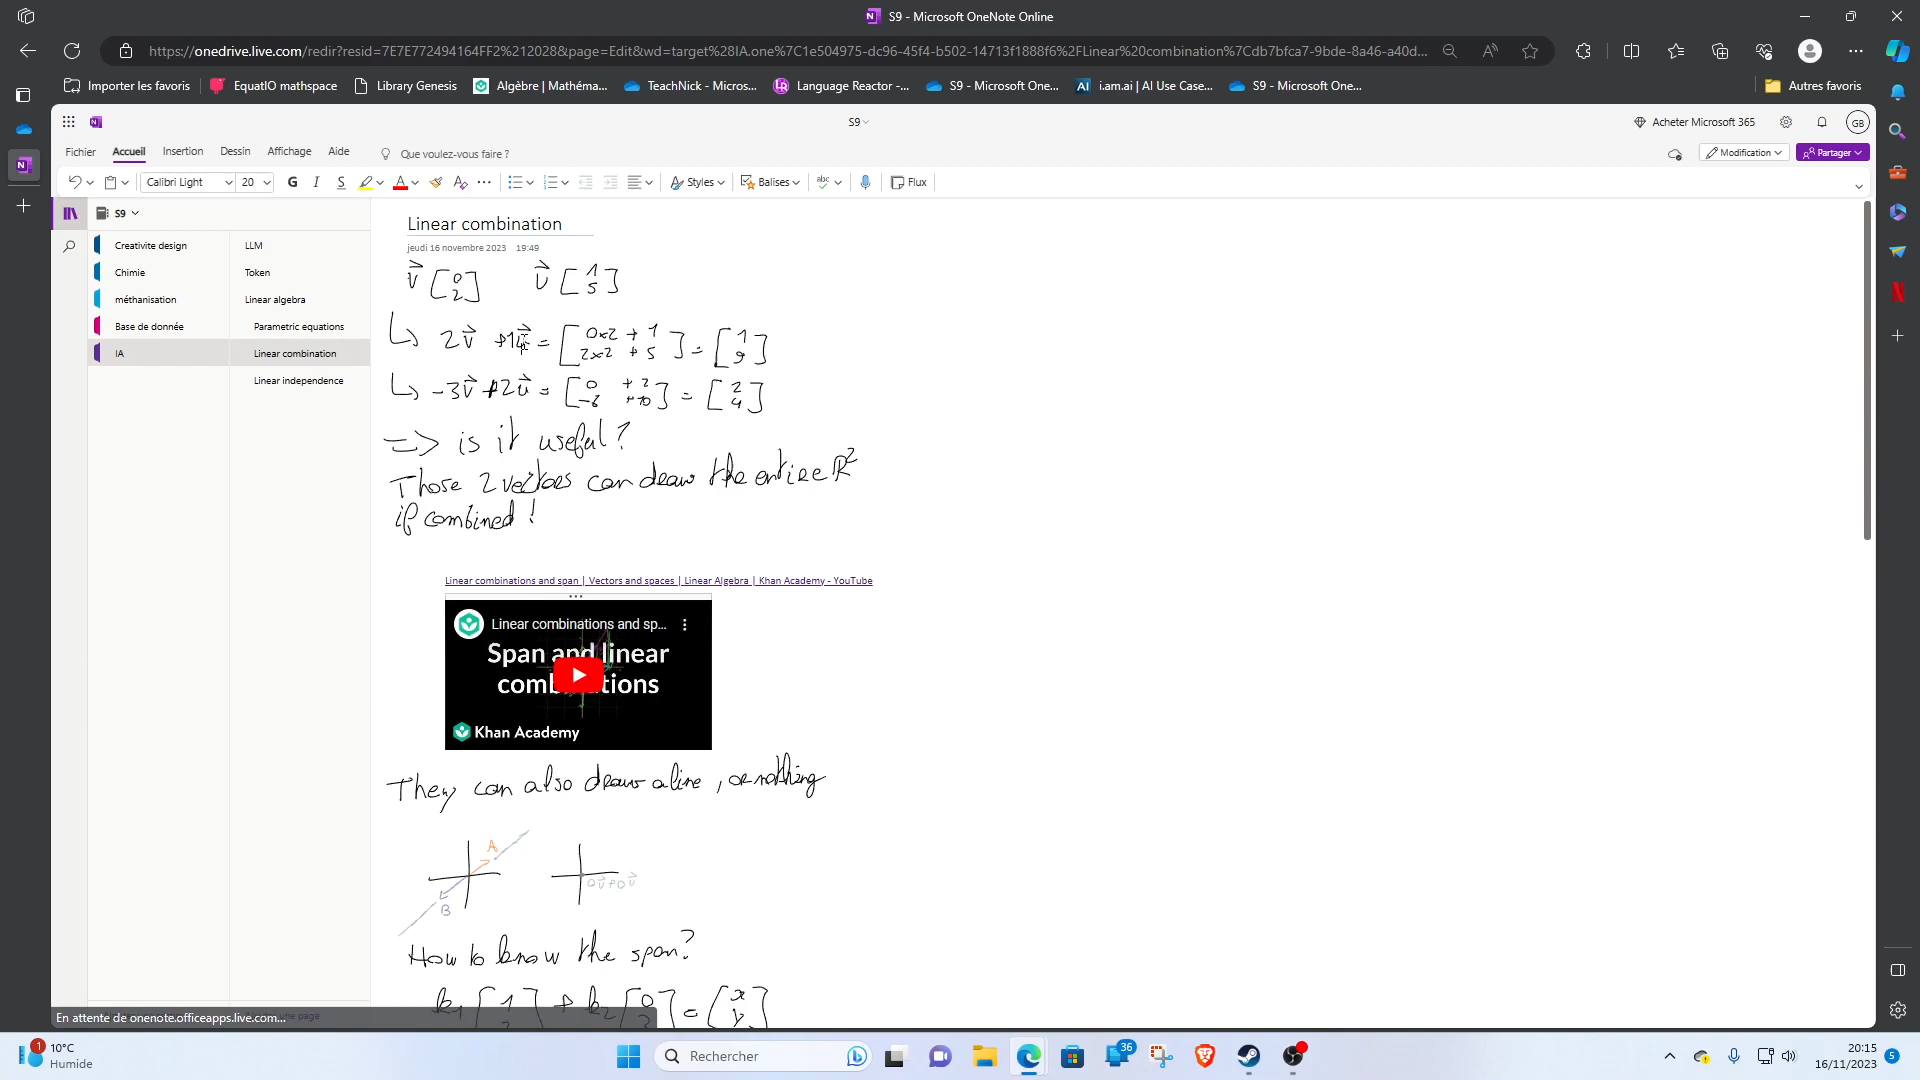 S9 - Microsoft OneNote Online
https://onedrive.live.com/redir?resid=7E7E772494164FF2%212028&page=Edit&wd=target%28IA.one%7C1e504975-dc96-45f4-b502-14713f1888f6%2FLinear%20combination%7Cdb7bfca7-9bde-8a46-a40d...
Importer les favoris
EquatIO mathspace
Library Genesis
Algèbre | Mathéma...
TeachNick - Micros...
Language Reactor -...
S9 - Microsoft One...
AI
i.am.ai | AI Use Case...
S9 - Microsoft One...
Autres favoris
S9
Acheter Microsoft 365
GB
Fichier Accueil Insertion Dessin Affichage Aide
Que voulez-vous faire ?
Modification
Partager
Calibri Light 20 G I S Styles Balises abc Flux
S9
Creativite design
Chimie
méthanisation
Base de donnée
IA
LLM
Token
Linear algebra
Parametric equations
Linear combination
Linear independence
Linear combination
jeudi 16 novembre 2023 19:49
is it useful?
Those 2 vectors can draw the entire ℝ²
if combined !
Linear combinations and span | Vectors and spaces | Linear Algebra | Khan Academy - YouTube
Linear combinations and sp...
Span and linear
combinations
Khan Academy
They can also draw a line, or nothing
A
B
How to know the span?
En attente de onenote.officeapps.live.com...
1
10°C
Humide
Rechercher
36
20:15
16/11/2023
5